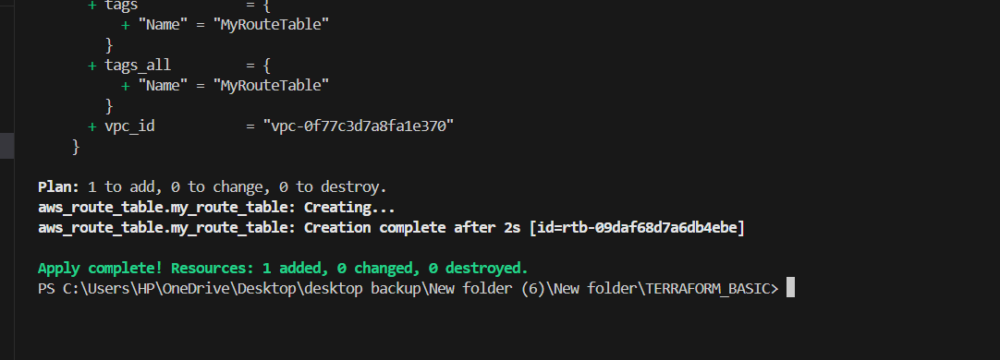 + tags = {
+ "Name" = "MyRouteTable"
}
+ tags_all = {
+ "Name" = "MyRouteTable"
}
+ vpc_id = "vpc-0f77c3d7a8fa1e370"
}
Plan: 1 to add, 0 to change, 0 to destroy.
aws_route_table.my_route_table: Creating...
aws_route_table.my_route_table: Creation complete after 2s [id=rtb-09daf68d7a6db4ebe]
Apply complete! Resources: 1 added, 0 changed, 0 destroyed.
PS C:\Users\HP\OneDrive\Desktop\desktop backup\New folder (6)\New folder\TERRAFORM_BASIC>